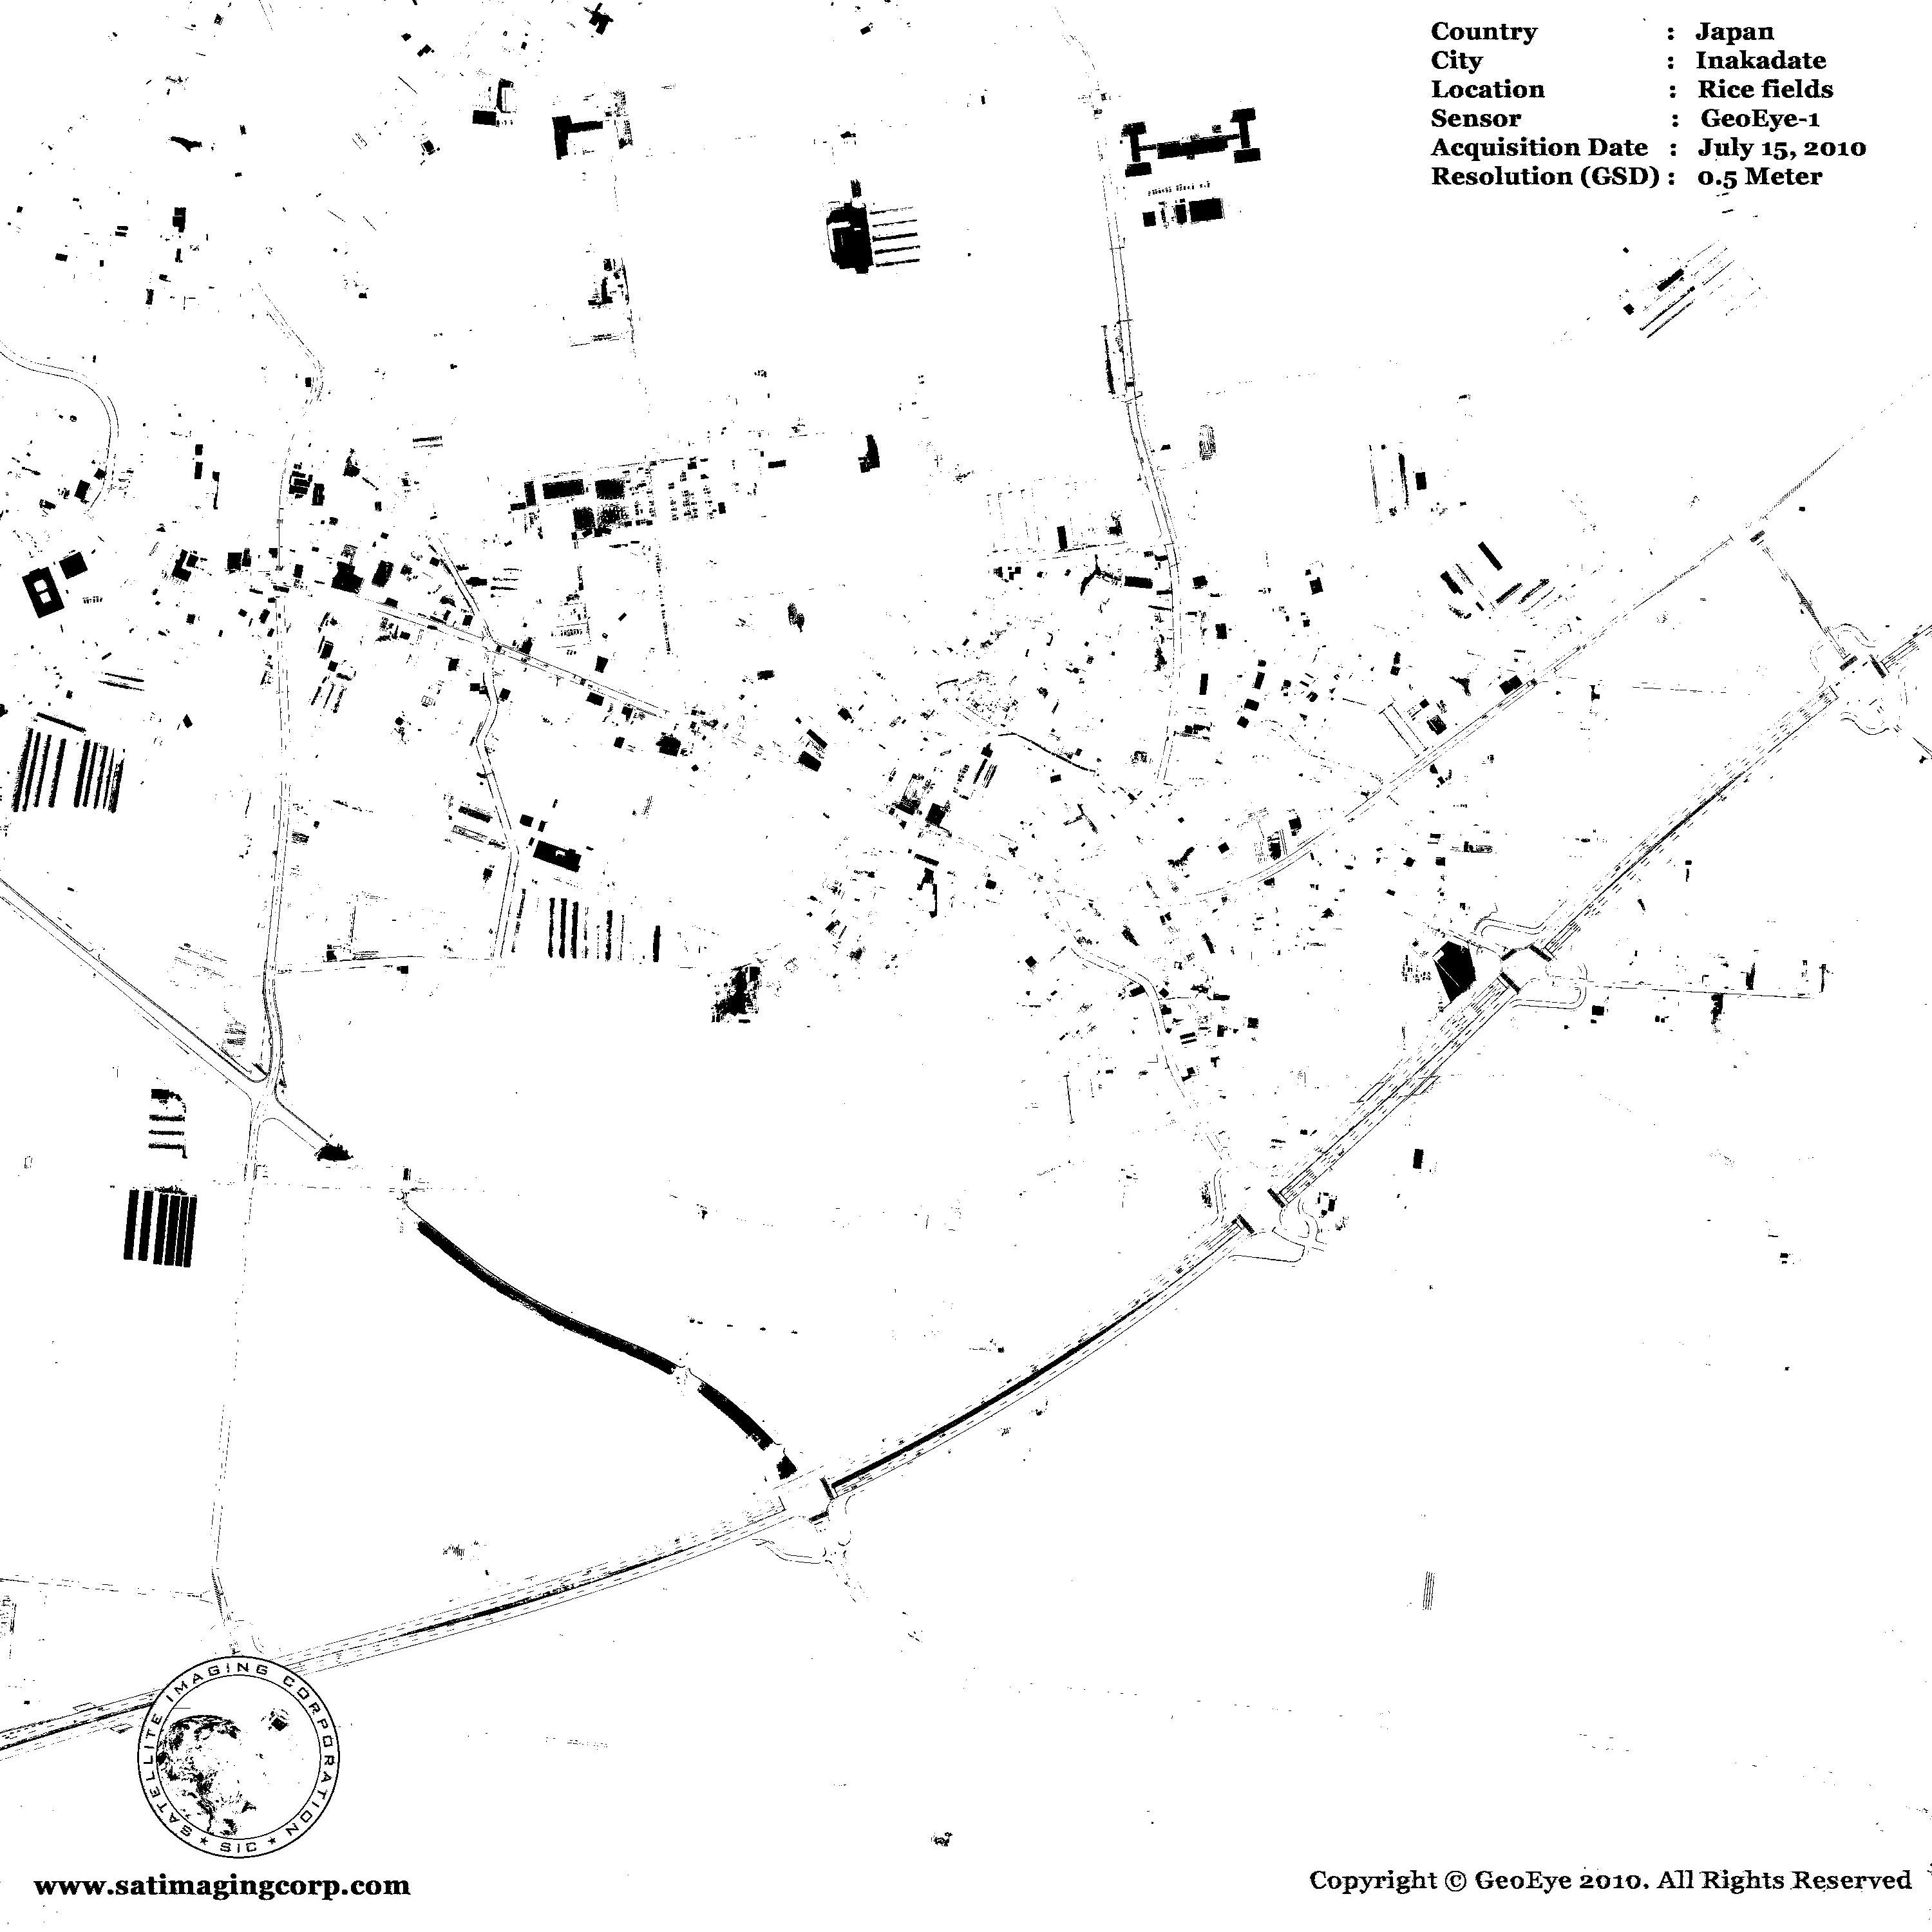 Country : Japan
City : Inakadate
Location : Rice fields
Sensor : GeoEye-1
Acquisition Date : July 15, 2010
Resolution (GSD) : 0.5 Meter
SATELLITE IMAGING CORPORATION
★ SIC ★
www.satimagingcorp.com
Copyright © GeoEye 2010. All Rights Reserved